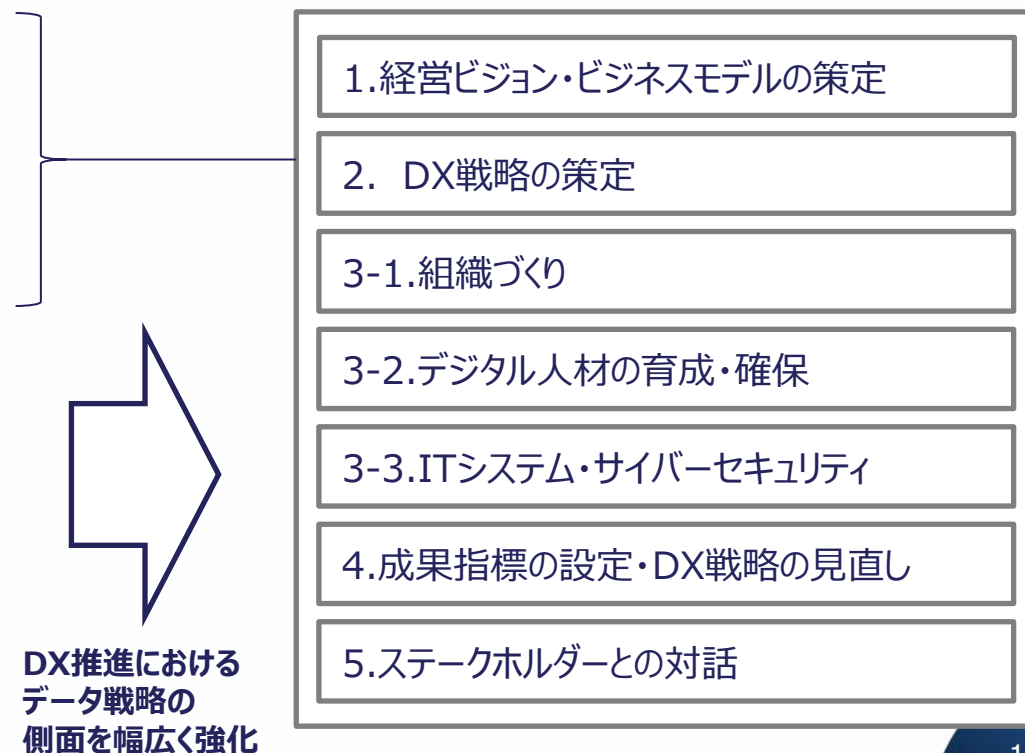 1.経営ビジョン・ビジネスモデルの策定
2. DX戦略の策定
3-1.組織づくり
3-2.デジタル人材の育成・確保
3-3.ITシステム・サイバーセキュリティ
4.成果指標の設定・DX戦略の見直し
5.ステークホルダーとの対話
DX推進における
データ戦略の
側面を幅広く強化